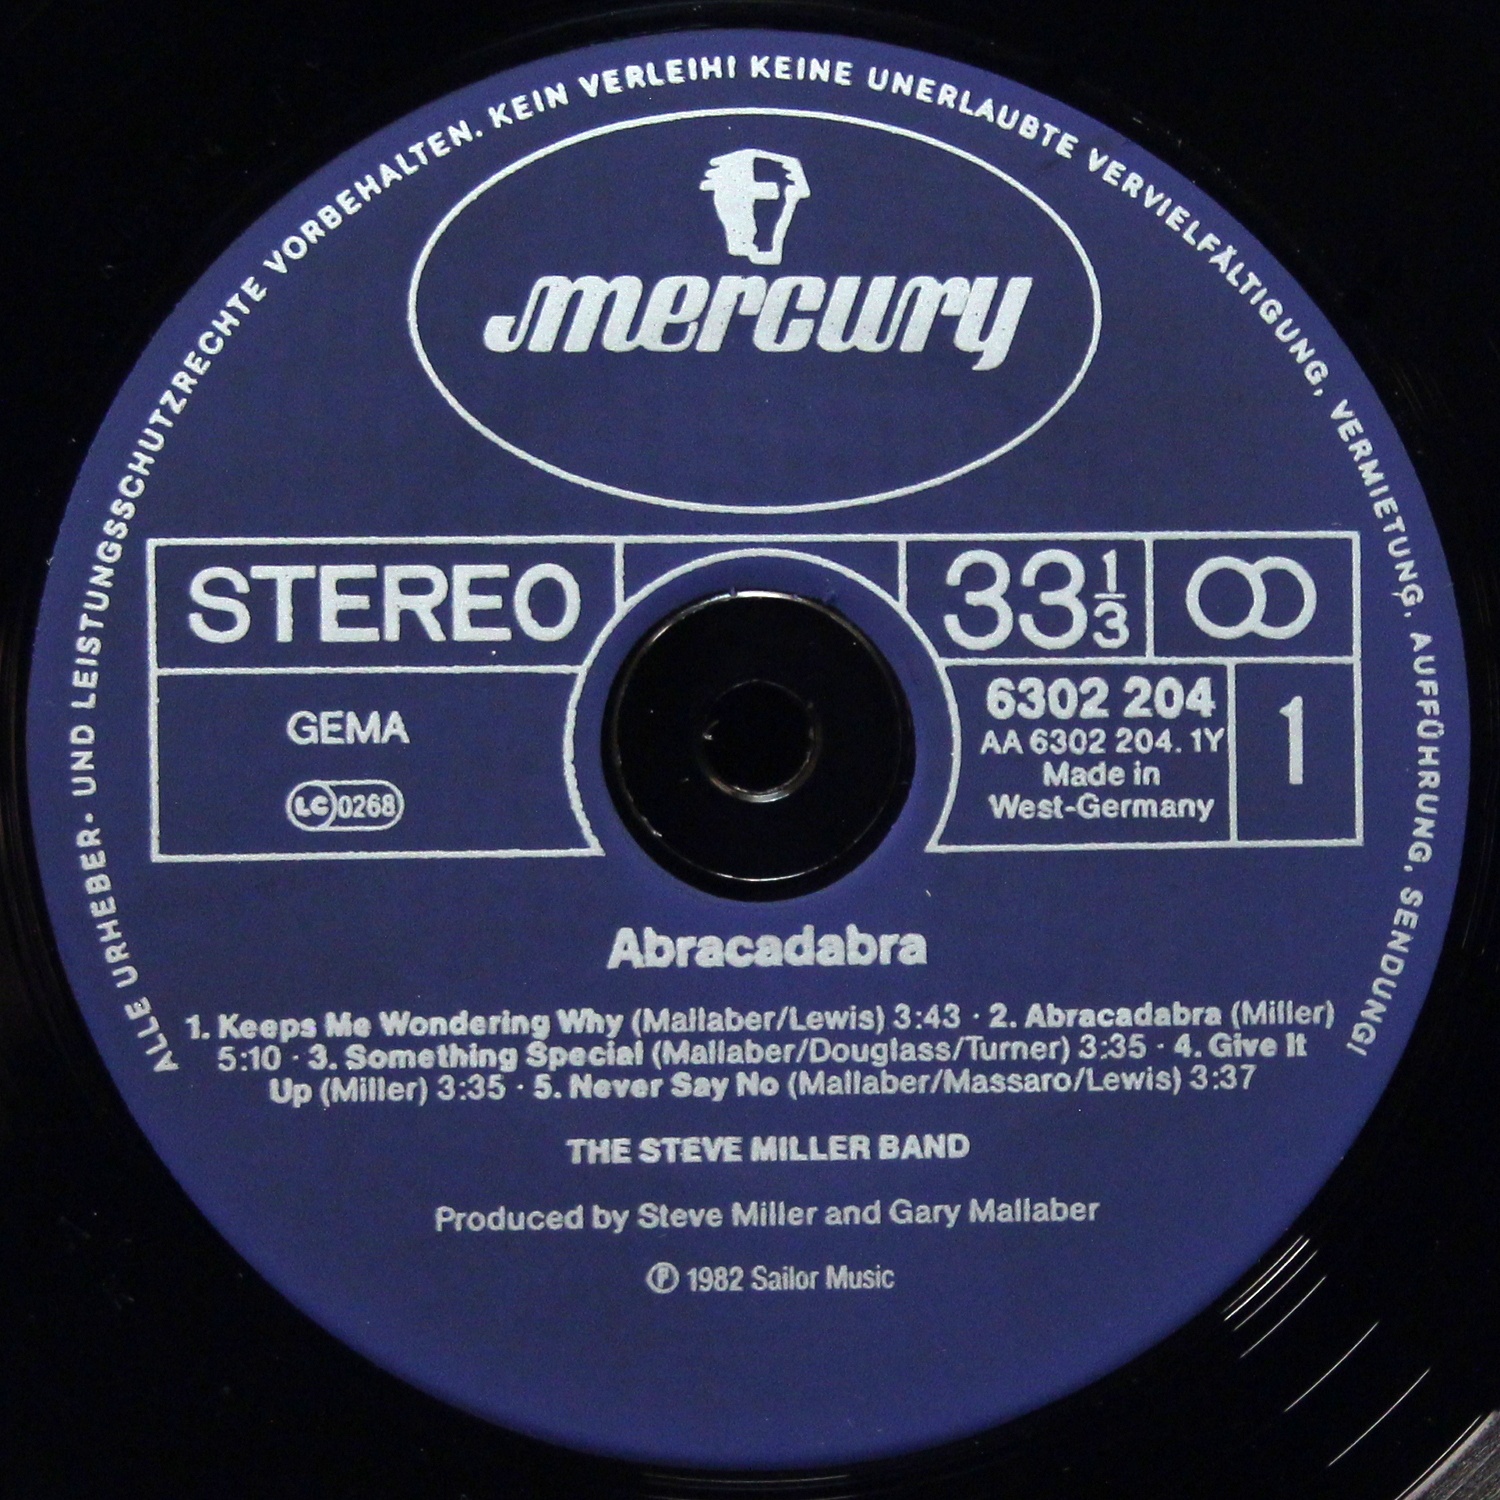 ALLE URHEBER- UND LEISTUNGSSCHUTZRECHTE VORBEHALTEN. KEIN VERLEIH! KEINE UNERLAUBTE VERVIELFÄLTIGUNG, VERMIETUNG, AUFFÜHRUNG, SENDUNG!
mercury
STEREO
33 1/3
GEMA
LC 0268
6302 204
AA 6302 204. 1Y
Made in
West-Germany
1
Abracadabra
1. Keeps Me Wondering Why (Mallaber/Lewis) 3:43 · 2. Abracadabra (Miller)
5:10 · 3. Something Special (Mallaber/Douglass/Turner) 3:35 · 4. Give It
Up (Miller) 3:35 · 5. Never Say No (Mallaber/Massaro/Lewis) 3:37
THE STEVE MILLER BAND
Produced by Steve Miller and Gary Mallaber
℗ 1982 Sailor Music